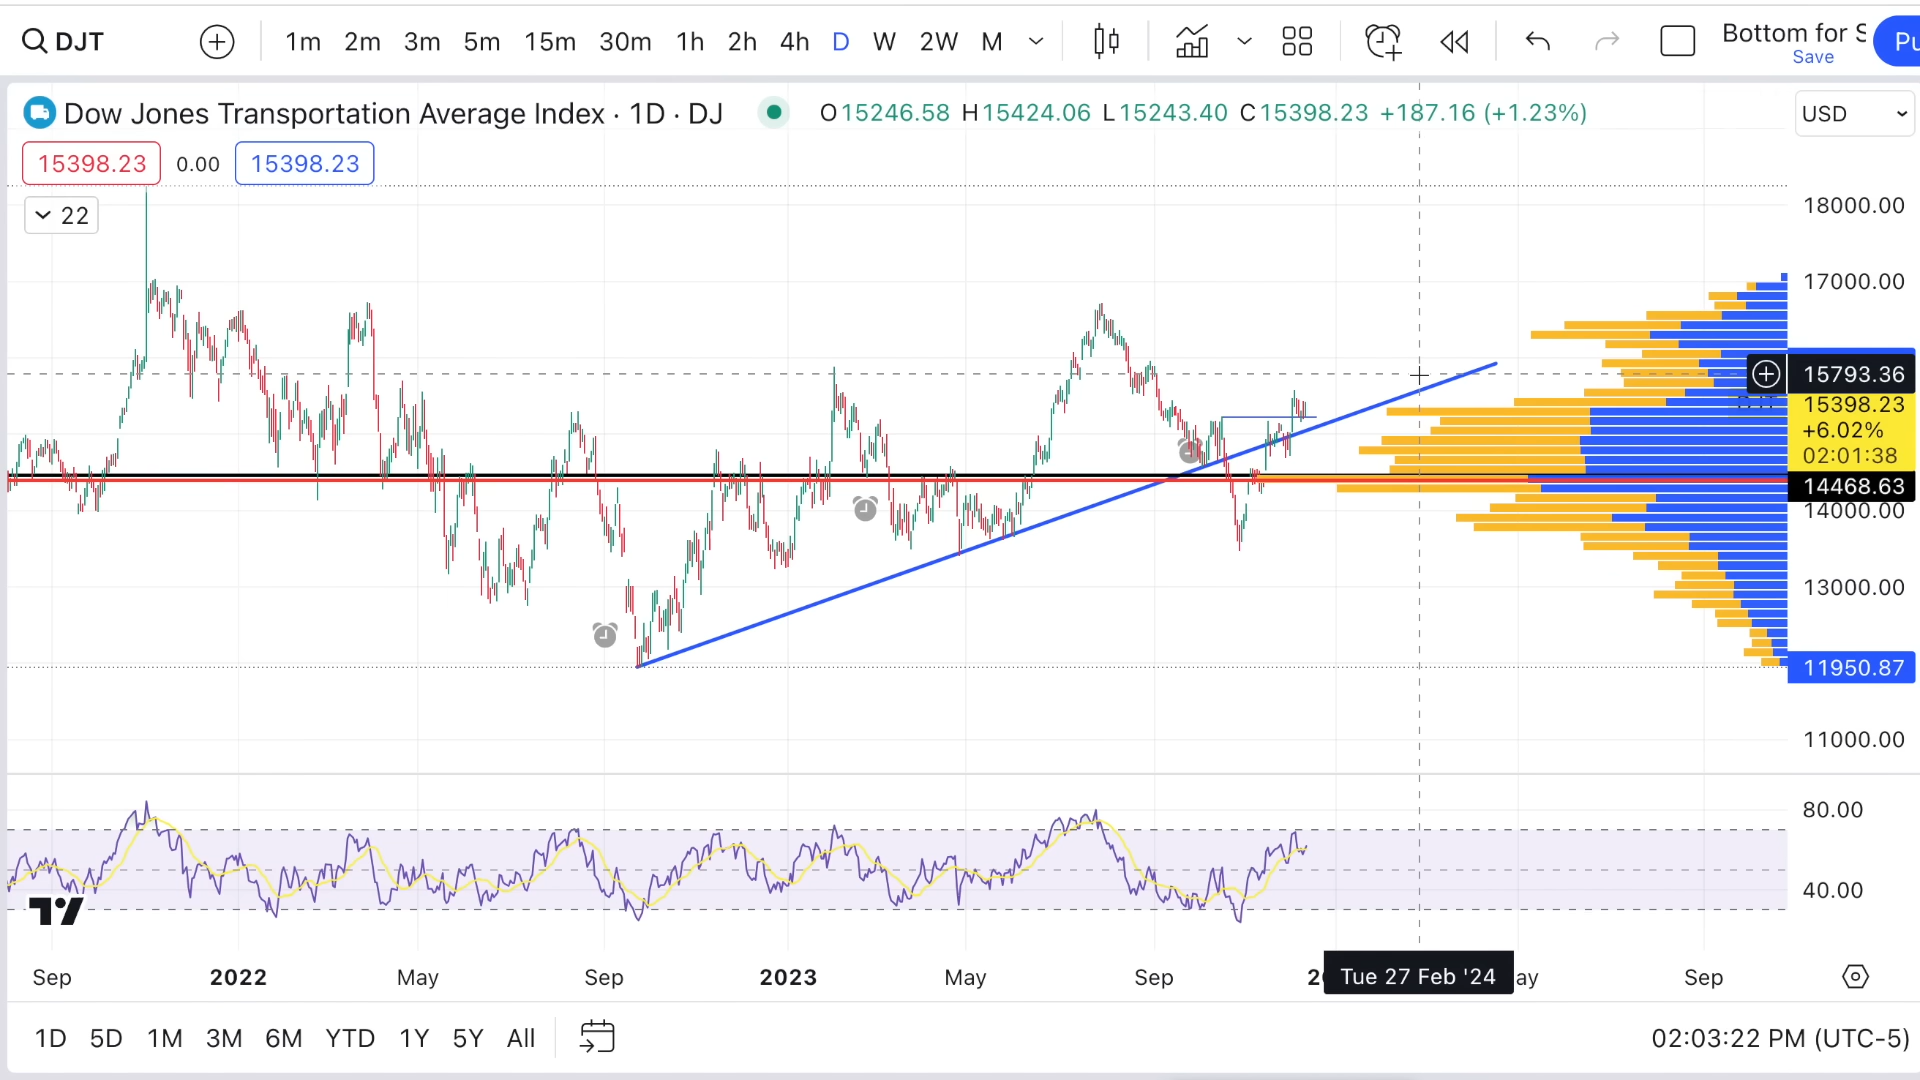 DJT 1m 2m 3m 5m 15m 30m 1h 2h 4h D W 2W M Bottom for S
Save
Pu
Dow Jones Transportation Average Index · 1D · DJ O15246.58 H15424.06 L15243.40 C15398.23 +187.16 (+1.23%)
USD
15398.23 0.00 15398.23
22
18000.00
17000.00
15793.36
15398.23
+6.02%
02:01:38
14468.63
14000.00
13000.00
11950.87
11000.00
80.00
40.00
Sep 2022 May Sep 2023 May Sep 2 Tue 27 Feb '24 ay Sep
1D 5D 1M 3M 6M YTD 1Y 5Y All 02:03:22 PM (UTC-5)